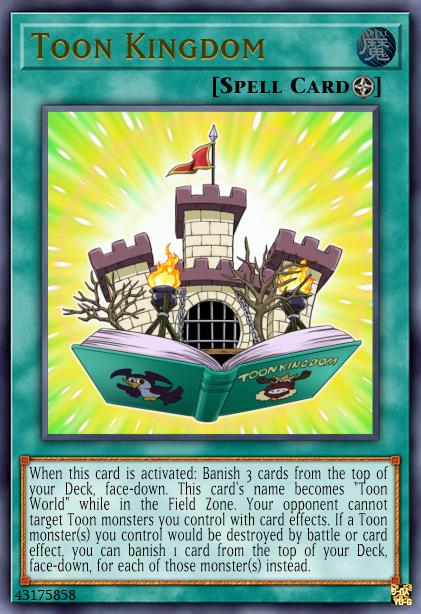 Toon Kingdom
SPELL
魔
[Spell Card]
TOON KINGDOM
When this card is activated: Banish 3 cards from the top of
your Deck, face-down. This card's name becomes "Toon
World" while in the Field Zone. Your opponent cannot
target Toon monsters you control with card effects. If a Toon
monster(s) you control would be destroyed by battle or card
effect, you can banish 1 card from the top of your Deck,
face-down, for each of those monster(s) instead.
43175858